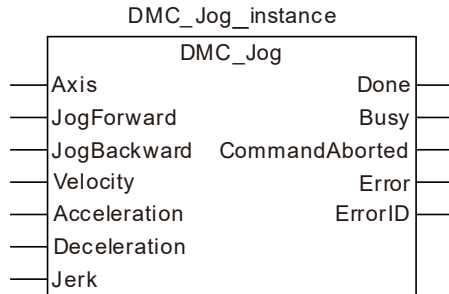 DMC_Jog_instance
DMC_Jog
Axis Done
JogForward Busy
JogBackward CommandAborted
Velocity Error
Acceleration ErrorID
Deceleration
Jerk